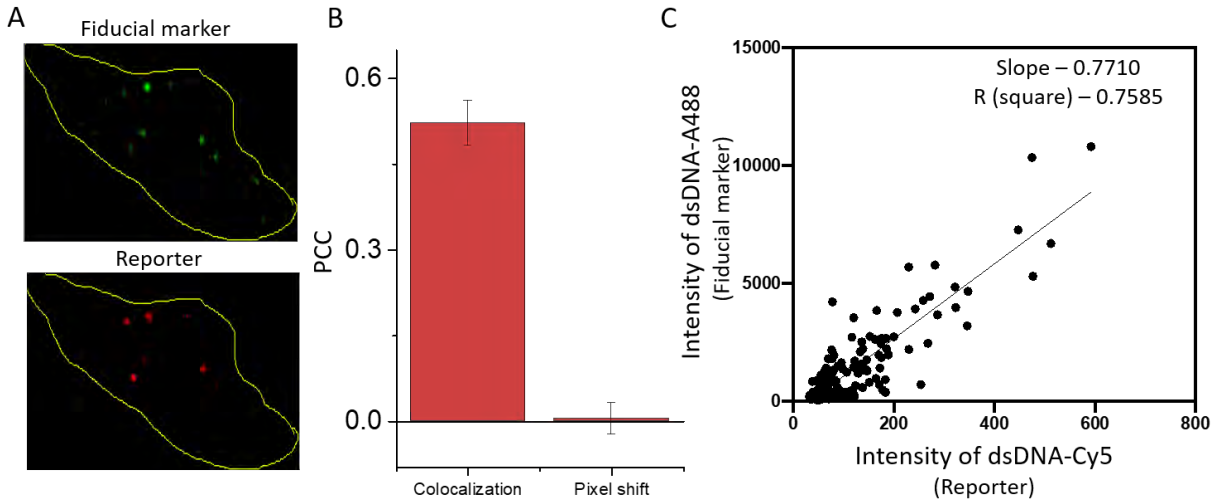 A
Fiducial marker
Reporter
B
PCC
0.6
0.3
0.0
Colocalization
Pixel shift
C
Intensity of dsDNA-A488
(Fiducial marker)
15000
10000
5000
0
Slope – 0.7710
R (square) – 0.7585
0
200
400
600
800
Intensity of dsDNA-Cy5
(Reporter)